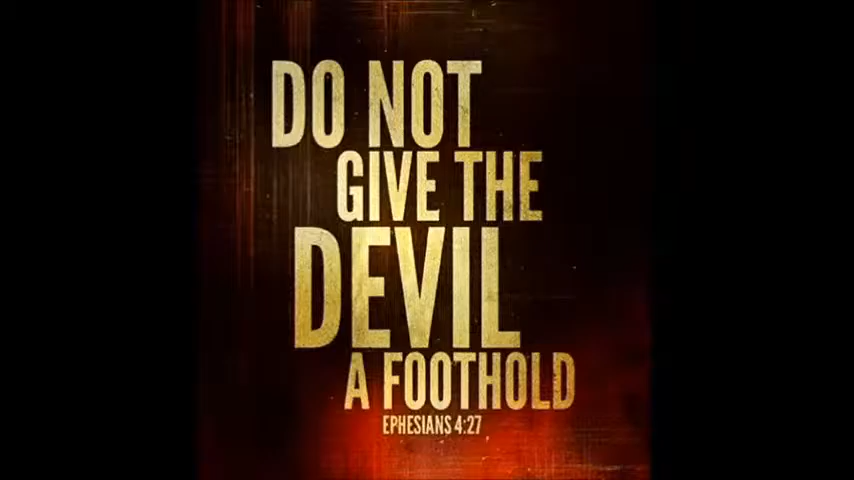 DO NOT
GIVE THE
DEVIL
A FOOTHOLD
EPHESIANS 4:27